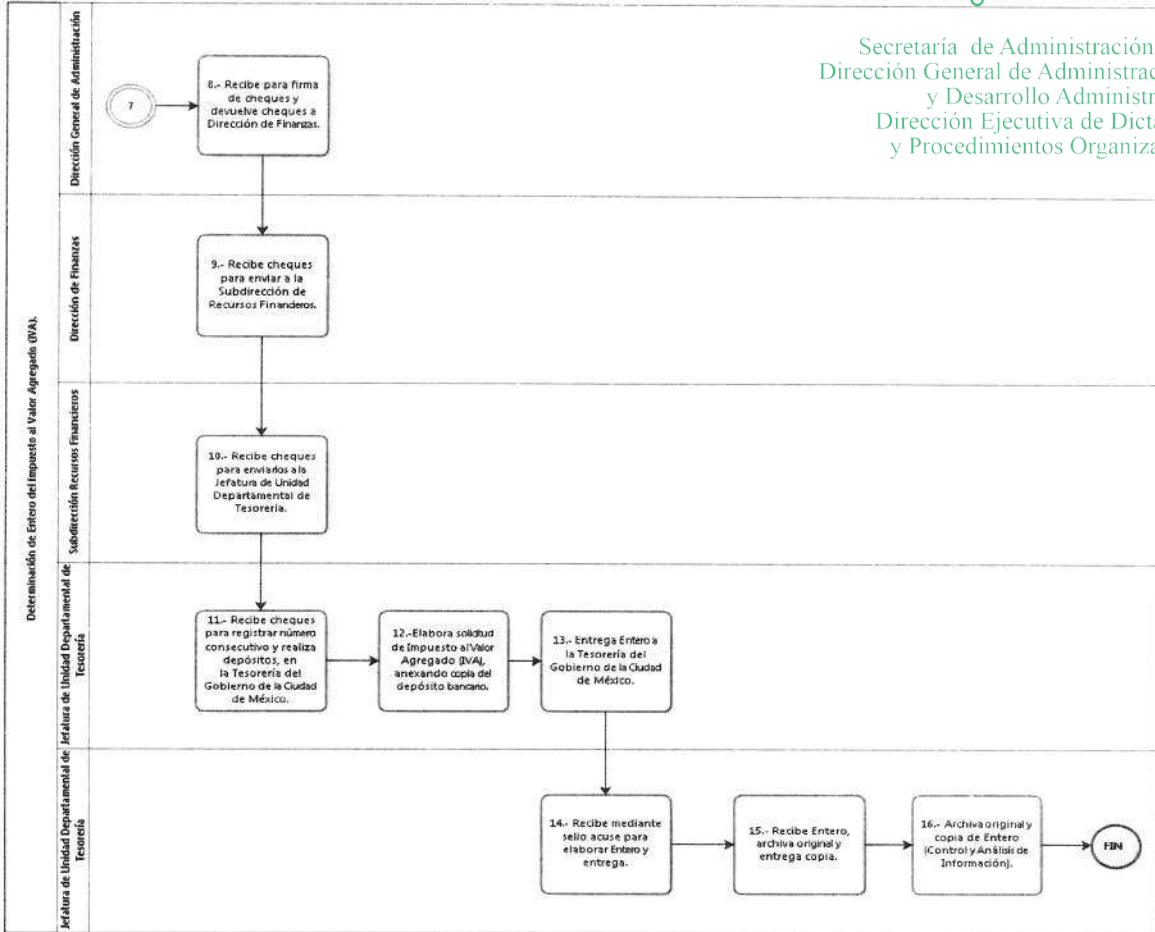 Secretaría de Administración
Dirección General de Administrac
y Desarrollo Administr
Dirección Ejecutiva de Dict
y Procedimientos Organiza
Determinación de Entero del Impuesto al Valor Agregado (IVA).
Dirección General de Administración
7
8.- Recibe para firma
de cheques y
devuelve cheques a
Dirección de Finanzas.
Dirección de Finanzas
9.- Recibe cheques
para enviar a la
Subdirección de
Recursos Financieros.
Subdirección Recursos Financieros
10.- Recibe cheques
para enviarlos a la
Jefatura de Unidad
Departamental de
Tesorería.
Jefatura de Unidad Departamental de
Tesorería
11.- Recibe cheques
para registrar número
consecutivo y realiza
depósitos, en
la Tesorería del
Gobierno de la Ciudad
de México.
12.-Elabora solicitud
de Impuesto al Valor
Agregado (IVA),
anexando copia del
depósito bancario.
13.- Entrega Entero a
la Tesorería del
Gobierno de la Ciudad
de México.
Jefatura de Unidad Departamental de
Tesorería
14.- Recibe mediante
sello acuse para
elaborar Entero y
entrega.
15.- Recibe Entero,
archiva original y
entrega copia.
16.- Archiva original y
copia de Entero
(Control y Análisis de
Información).
FIN